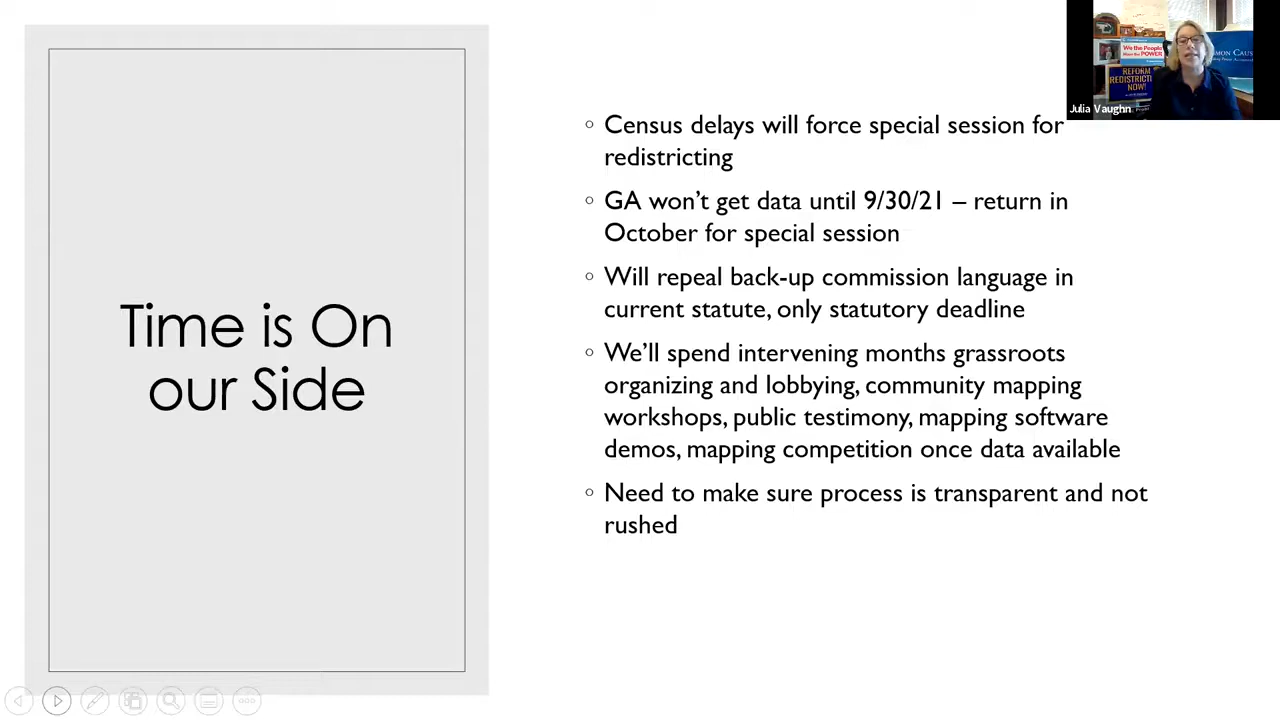 Time is On
our Side
◦ Census delays will force special session for
redistricting
◦ GA won't get data until 9/30/21 – return in
October for special session
◦ Will repeal back-up commission language in
current statute, only statutory deadline
◦ We'll spend intervening months grassroots
organizing and lobbying, community mapping
workshops, public testimony, mapping software
demos, mapping competition once data available
◦ Need to make sure process is transparent and not
rushed
We the People
POWER
REFORM
REDISTRICTI
NOW!
MON CAUS
Julia Vaughn